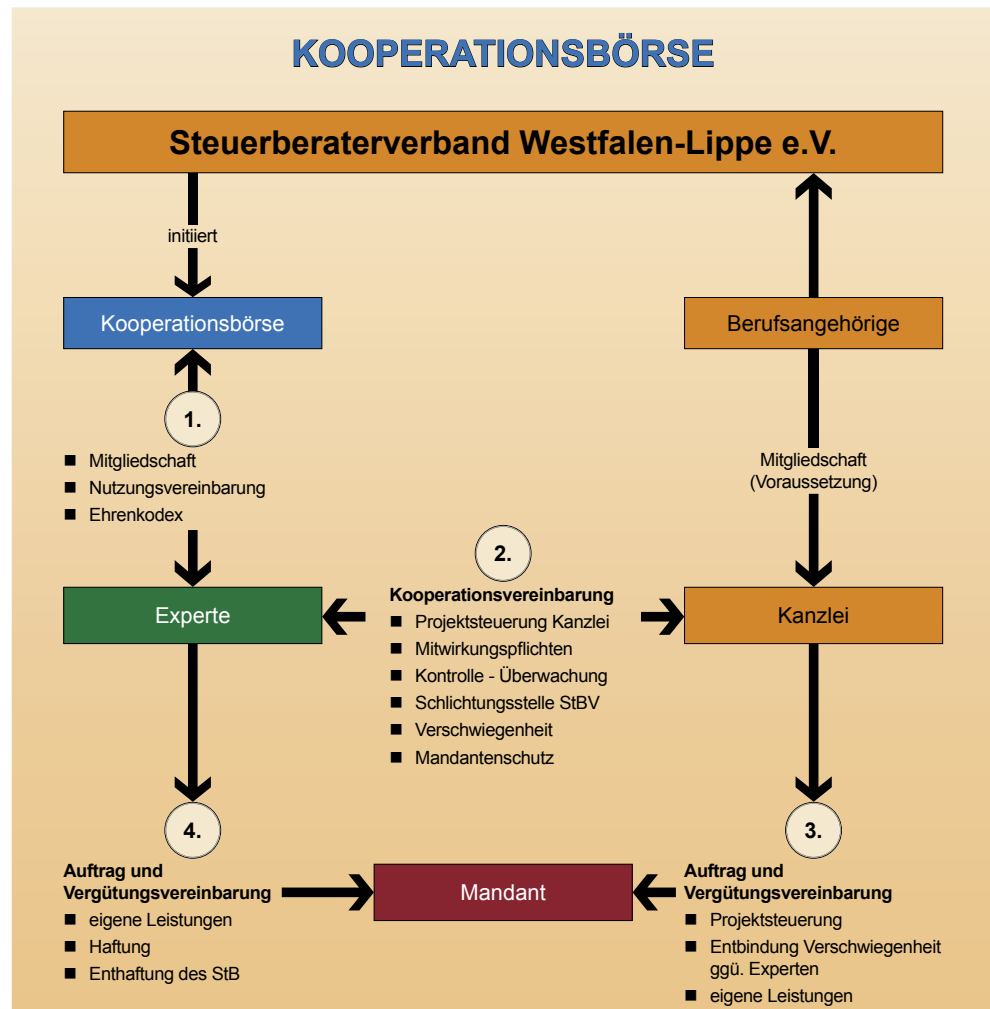 KOOPERATIONSBÖRSE
Steuerberaterverband Westfalen-Lippe e.V.
initiiert
Kooperationsbörse
Berufsangehörige
1.
■ Mitgliedschaft
■ Nutzungsvereinbarung
■ Ehrenkodex
Mitgliedschaft
(Voraussetzung)
2.
Experte
Kooperationsvereinbarung
■ Projektsteuerung Kanzlei
■ Mitwirkungspflichten
■ Kontrolle - Überwachung
■ Schlichtungsstelle StBV
■ Verschwiegenheit
■ Mandantenschutz
Kanzlei
4.
Auftrag und
Vergütungsvereinbarung
■ eigene Leistungen
■ Haftung
■ Enthaftung des StB
Mandant
3.
Auftrag und
Vergütungsvereinbarung
■ Projektsteuerung
■ Entbindung Verschwiegenheit
ggü. Experten
■ eigene Leistungen